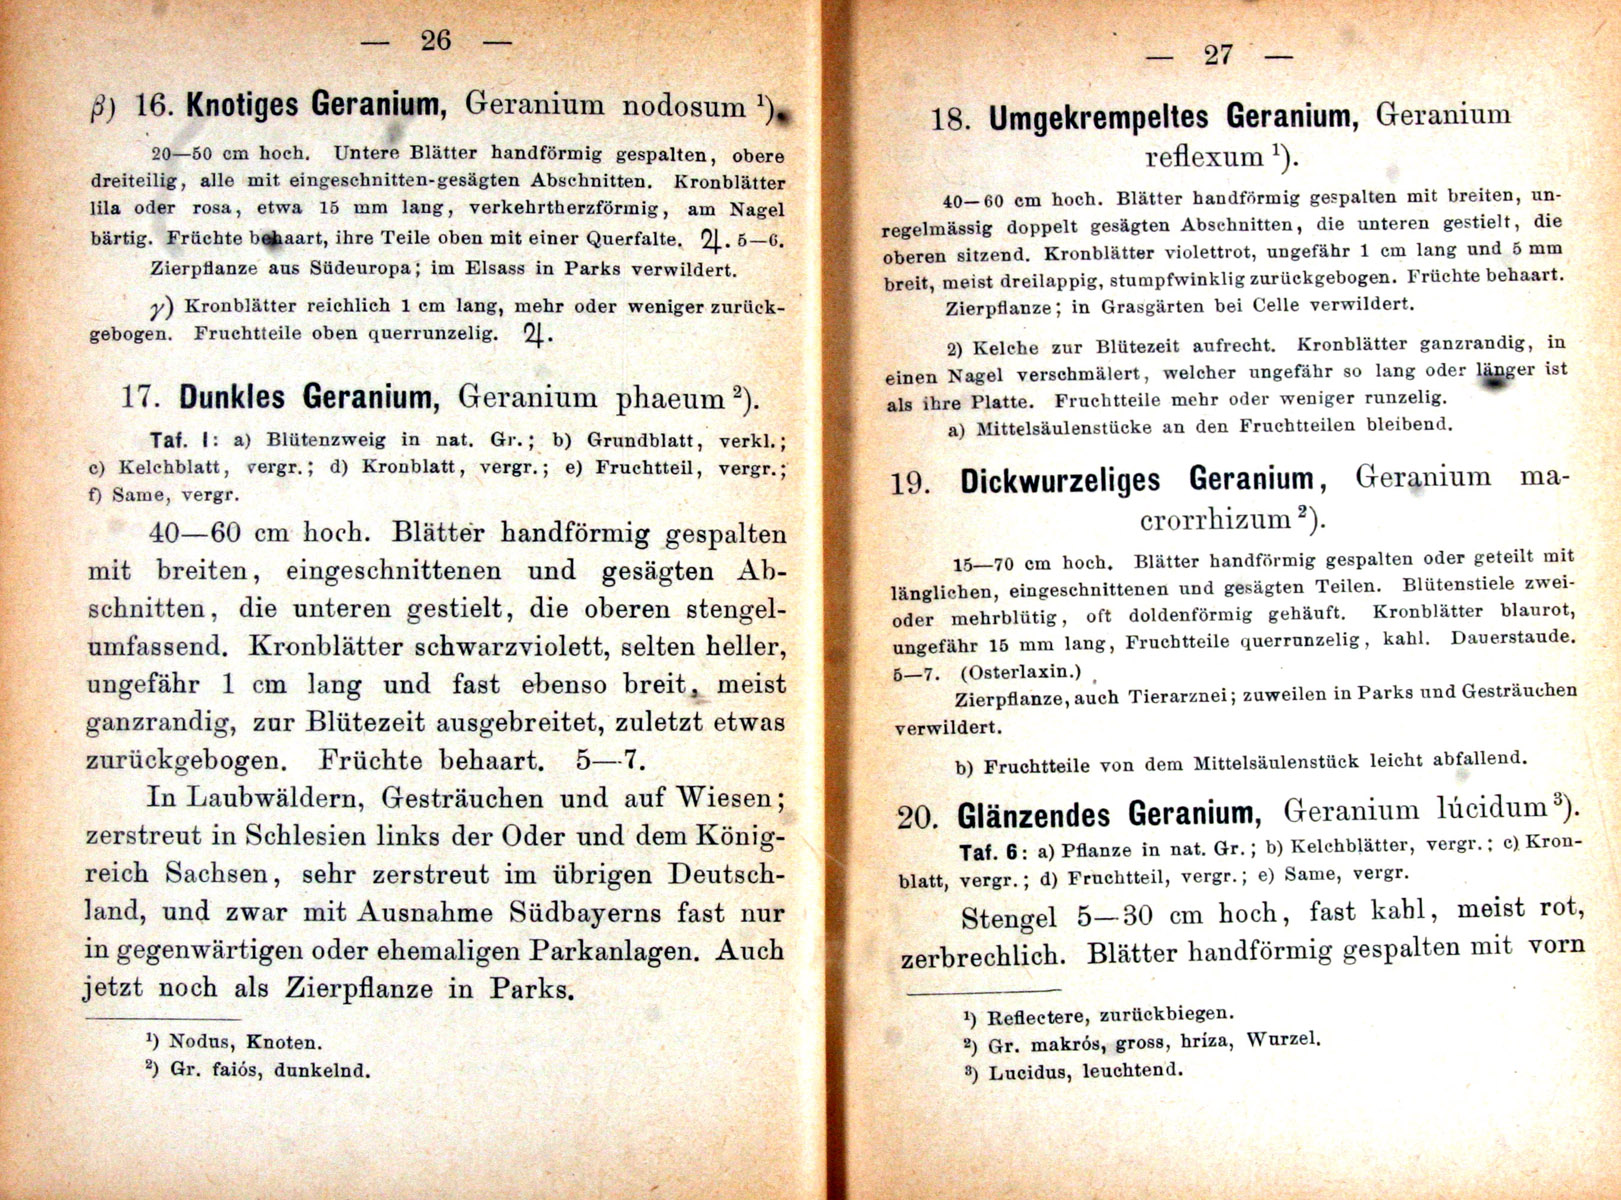 — 26 —
β) 16. Knotiges Geranium, Geranium nodosum ¹).
20—50 cm hoch. Untere Blätter handförmig gespalten, obere
dreiteilig, alle mit eingeschnitten-gesägten Abschnitten. Kronblätter
lila oder rosa, etwa 15 mm lang, verkehrtherzförmig, am Nagel
bärtig. Früchte behaart, ihre Teile oben mit einer Querfalte. ♃. 5—6.
Zierpflanze aus Südeuropa; im Elsass in Parks verwildert.
γ) Kronblätter reichlich 1 cm lang, mehr oder weniger zurück-
gebogen. Fruchtteile oben querrunzelig. ♃.
17. Dunkles Geranium, Geranium phaeum ²).
Taf. I: a) Blütenzweig in nat. Gr.; b) Grundblatt, verkl.;
c) Kelchblatt, vergr.; d) Kronblatt, vergr.; e) Fruchtteil, vergr.;
f) Same, vergr.
40—60 cm hoch. Blätter handförmig gespalten
mit breiten, eingeschnittenen und gesägten Ab-
schnitten, die unteren gestielt, die oberen stengel-
umfassend. Kronblätter schwarzviolett, selten heller,
ungefähr 1 cm lang und fast ebenso breit, meist
ganzrandig, zur Blütezeit ausgebreitet, zuletzt etwas
zurückgebogen. Früchte behaart. 5—7.
In Laubwäldern, Gesträuchen und auf Wiesen;
zerstreut in Schlesien links der Oder und dem König-
reich Sachsen, sehr zerstreut im übrigen Deutsch-
land, und zwar mit Ausnahme Südbayerns fast nur
in gegenwärtigen oder ehemaligen Parkanlagen. Auch
jetzt noch als Zierpflanze in Parks.
¹) Nodus, Knoten.
²) Gr. faiós, dunkelnd.
— 27 —
18. Umgekrempeltes Geranium, Geranium
reflexum ¹).
40—60 cm hoch. Blätter handförmig gespalten mit breiten, un-
regelmässig doppelt gesägten Abschnitten, die unteren gestielt, die
oberen sitzend. Kronblätter violettrot, ungefähr 1 cm lang und 5 mm
breit, meist dreilappig, stumpfwinklig zurückgebogen. Früchte behaart.
Zierpflanze; in Grasgärten bei Celle verwildert.
2) Kelche zur Blütezeit aufrecht. Kronblätter ganzrandig, in
einen Nagel verschmälert, welcher ungefähr so lang oder länger ist
als ihre Platte. Fruchtteile mehr oder weniger runzelig.
a) Mittelsäulenstücke an den Fruchtteilen bleibend.
19. Dickwurzeliges Geranium, Geranium ma-
crorrhizum ²).
15—70 cm hoch. Blätter handförmig gespalten oder geteilt mit
länglichen, eingeschnittenen und gesägten Teilen. Blütenstiele zwei-
oder mehrblütig, oft doldenförmig gehäuft. Kronblätter blaurot,
ungefähr 15 mm lang, Fruchtteile querrunzelig, kahl. Dauerstaude.
5—7. (Osterlaxin.)
Zierpflanze, auch Tierarznei; zuweilen in Parks und Gesträuchen
verwildert.
b) Fruchtteile von dem Mittelsäulenstück leicht abfallend.
20. Glänzendes Geranium, Geranium lúcidum ³).
Taf. 6: a) Pflanze in nat. Gr.; b) Kelchblätter, vergr.; c) Kron-
blatt, vergr.; d) Fruchtteil, vergr.; e) Same, vergr.
Stengel 5—30 cm hoch, fast kahl, meist rot,
zerbrechlich. Blätter handförmig gespalten mit vorn
¹) Reflectere, zurückbiegen.
²) Gr. makrós, gross, hríza, Wurzel.
³) Lucidus, leuchtend.